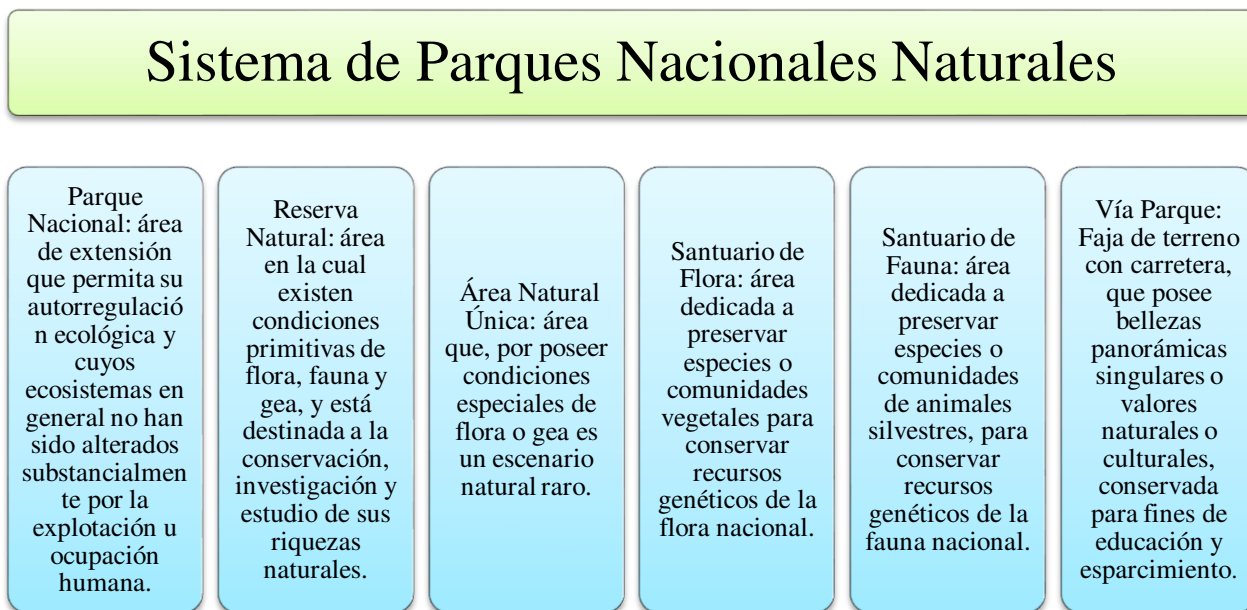 Sistema de Parques Nacionales Naturales
Parque
Nacional: área
de extensión
que permita su
autorregulació
n ecológica y
cuyos
ecosistemas en
general no han
sido alterados
substancialmen
te por la
explotación u
ocupación
humana.
Reserva
Natural: área
en la cual
existen
condiciones
primitivas de
flora, fauna y
gea, y está
destinada a la
conservación,
investigación y
estudio de sus
riquezas
naturales.
Área Natural
Única: área
que, por poseer
condiciones
especiales de
flora o gea es
un escenario
natural raro.
Santuario de
Flora: área
dedicada a
preservar
especies o
comunidades
vegetales para
conservar
recursos
genéticos de la
flora nacional.
Santuario de
Fauna: área
dedicada a
preservar
especies o
comunidades
de animales
silvestres, para
conservar
recursos
genéticos de la
fauna nacional.
Vía Parque:
Faja de terreno
con carretera,
que posee
bellezas
panorámicas
singulares o
valores
naturales o
culturales,
conservada
para fines de
educación y
esparcimiento.